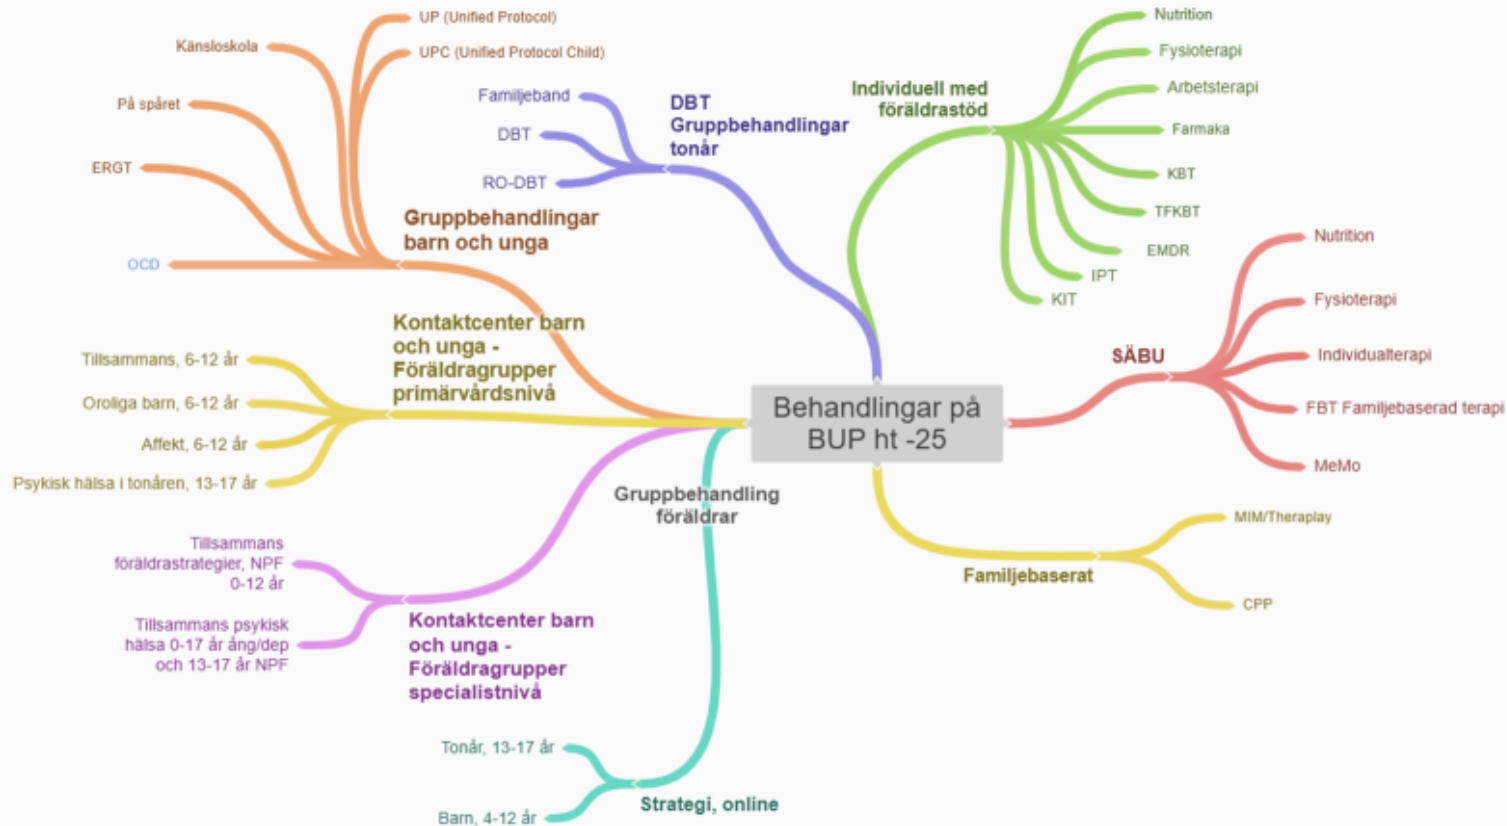 Behandlingar på
BUP ht -25
UP (Unified Protocol)
UPC (Unified Protocol Child)
Känsloskola
På spåret
ERGT
OCD
Gruppbehandlingar
barn och unga
Familjeband
DBT
RO-DBT
DBT
Gruppbehandlingar
tonår
Individuell med
föräldrastöd
Nutrition
Fysioterapi
Arbetsterapi
Farmaka
KBT
TFKBT
EMDR
IPT
KIT
SÄBU
Nutrition
Fysioterapi
Individualterapi
FBT Familjebaserad terapi
MeMo
Familjebaserat
MIM/Theraplay
CPP
Kontaktcenter barn
och unga -
Föräldragrupper
primärvårdsnivå
Tillsammans, 6-12 år
Oroliga barn, 6-12 år
Affekt, 6-12 år
Psykisk hälsa i tonåren, 13-17 år
Gruppbehandling
föräldrar
Tillsammans
föräldrastrategier, NPF
0-12 år
Tillsammans psykisk
hälsa 0-17 år ång/dep
och 13-17 år NPF
Kontaktcenter barn
och unga -
Föräldragrupper
specialistnivå
Tonår, 13-17 år
Barn, 4-12 år
Strategi, online